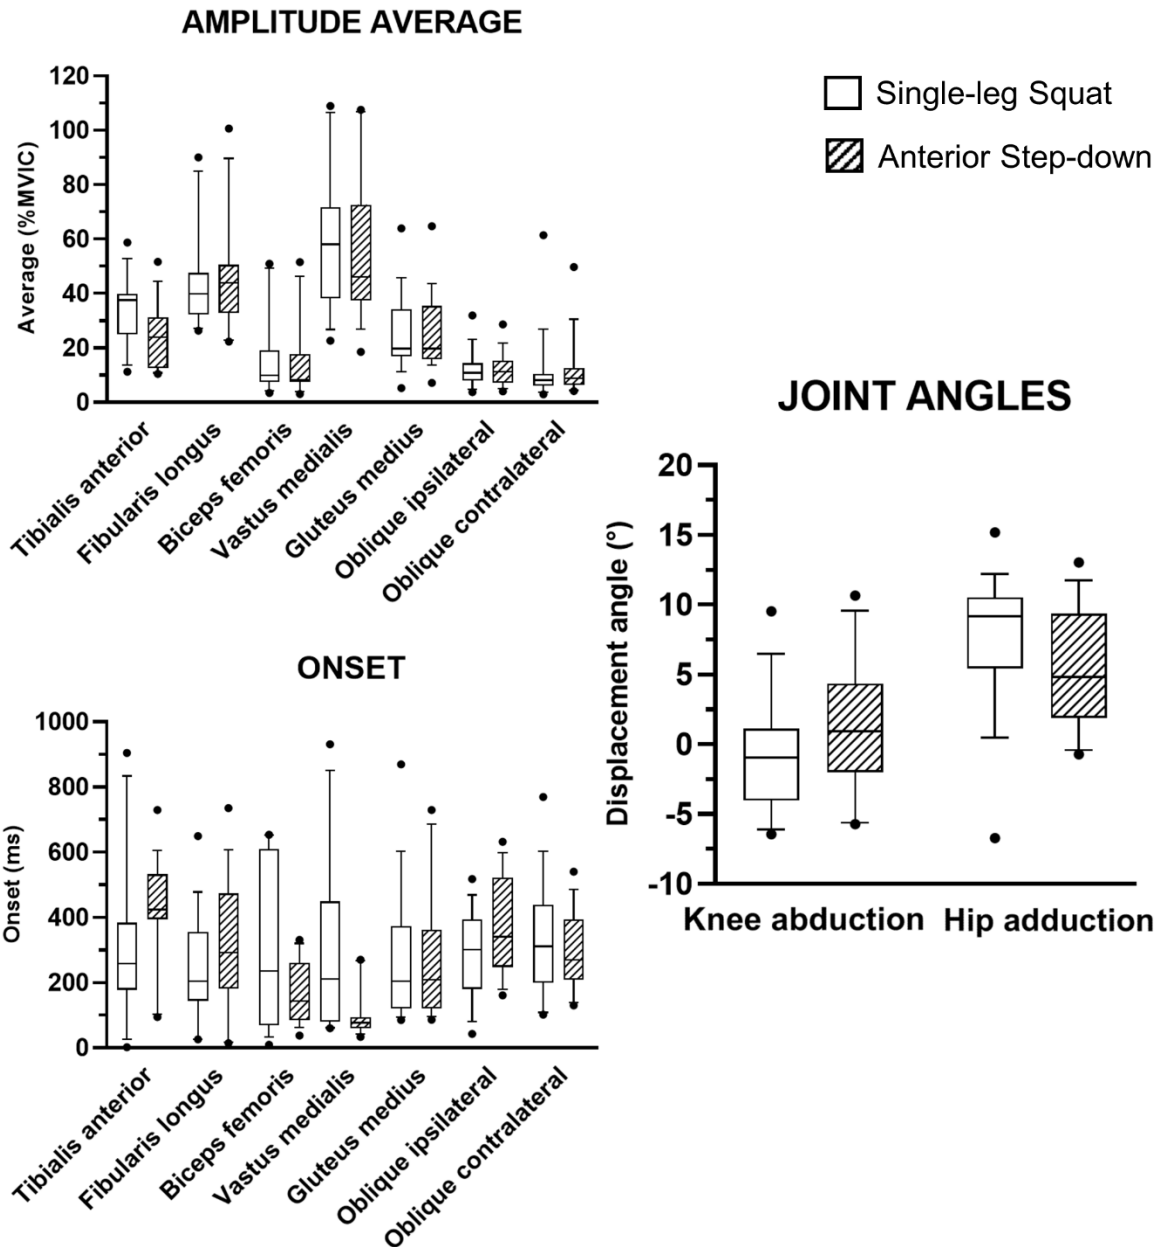 AMPLITUDE AVERAGE
120
100
80
60
40
20
0
Average (%MVIC)
Tibialis anterior
Fibularis longus
Biceps femoris
Vastus medialis
Gluteus medius
Oblique ipsilateral
Oblique contralateral
Single-leg Squat
Anterior Step-down
JOINT ANGLES
20
15
10
5
0
-5
-10
Displacement angle (°)
Knee abduction
Hip adduction
ONSET
1000
800
600
400
200
0
Onset (ms)
Tibialis anterior
Fibularis longus
Biceps femoris
Vastus medialis
Gluteus medius
Oblique ipsilateral
Oblique contralateral